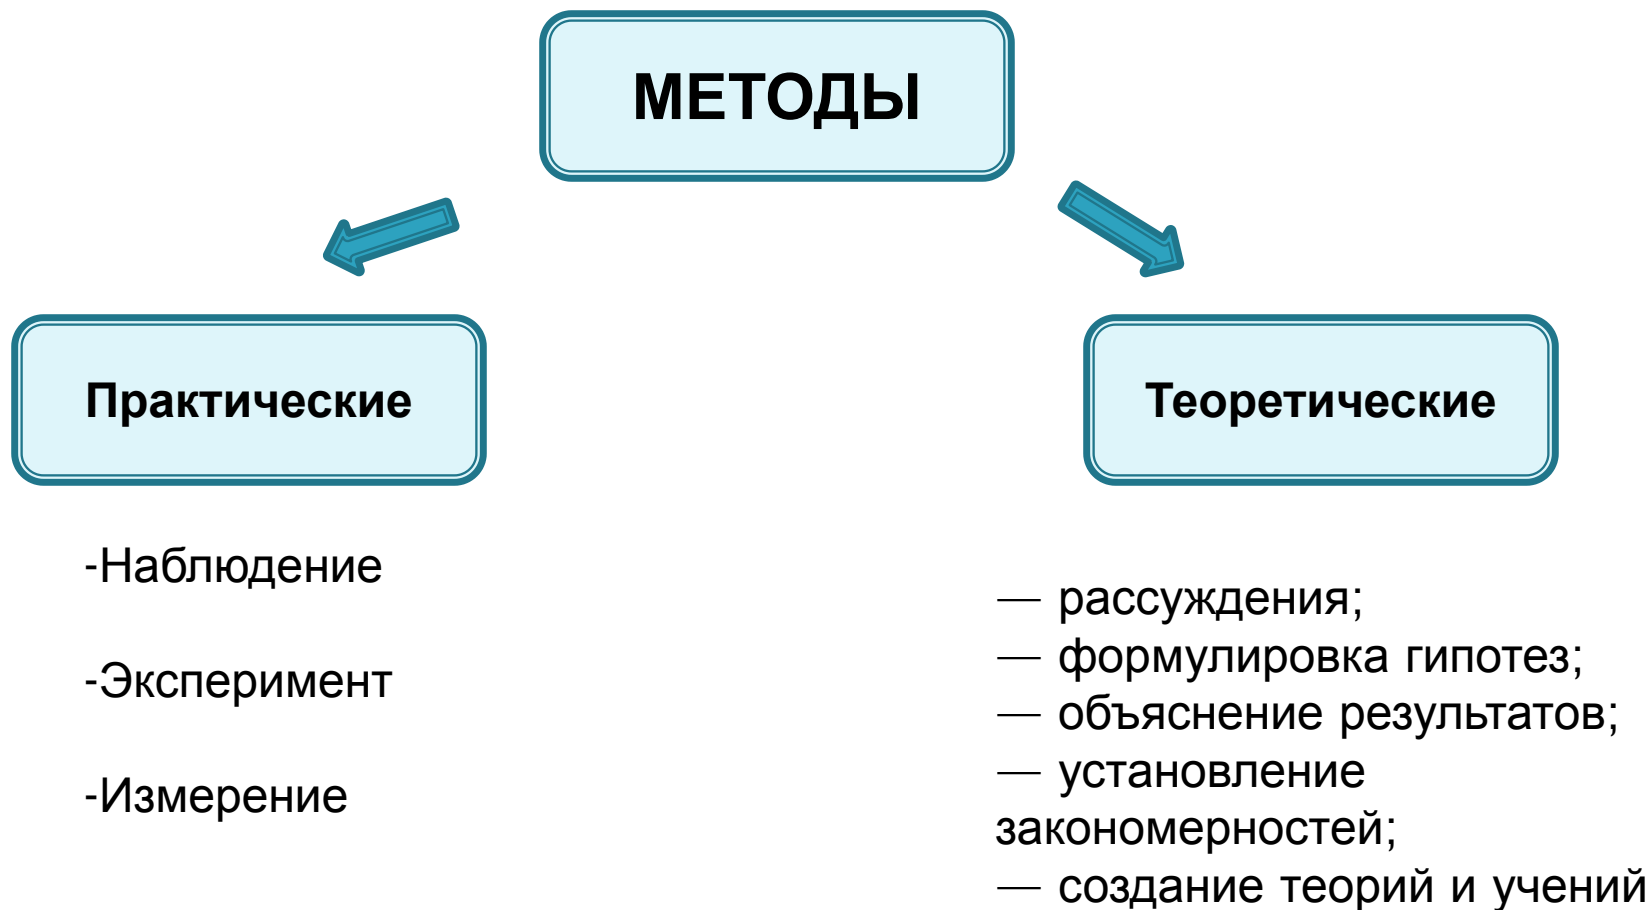 МЕТОДЫ
Практические
Теоретические
-Наблюдение
-Эксперимент
-Измерение
— рассуждения;
— формулировка гипотез;
— объяснение результатов;
— установление
закономерностей;
— создание теорий и учений